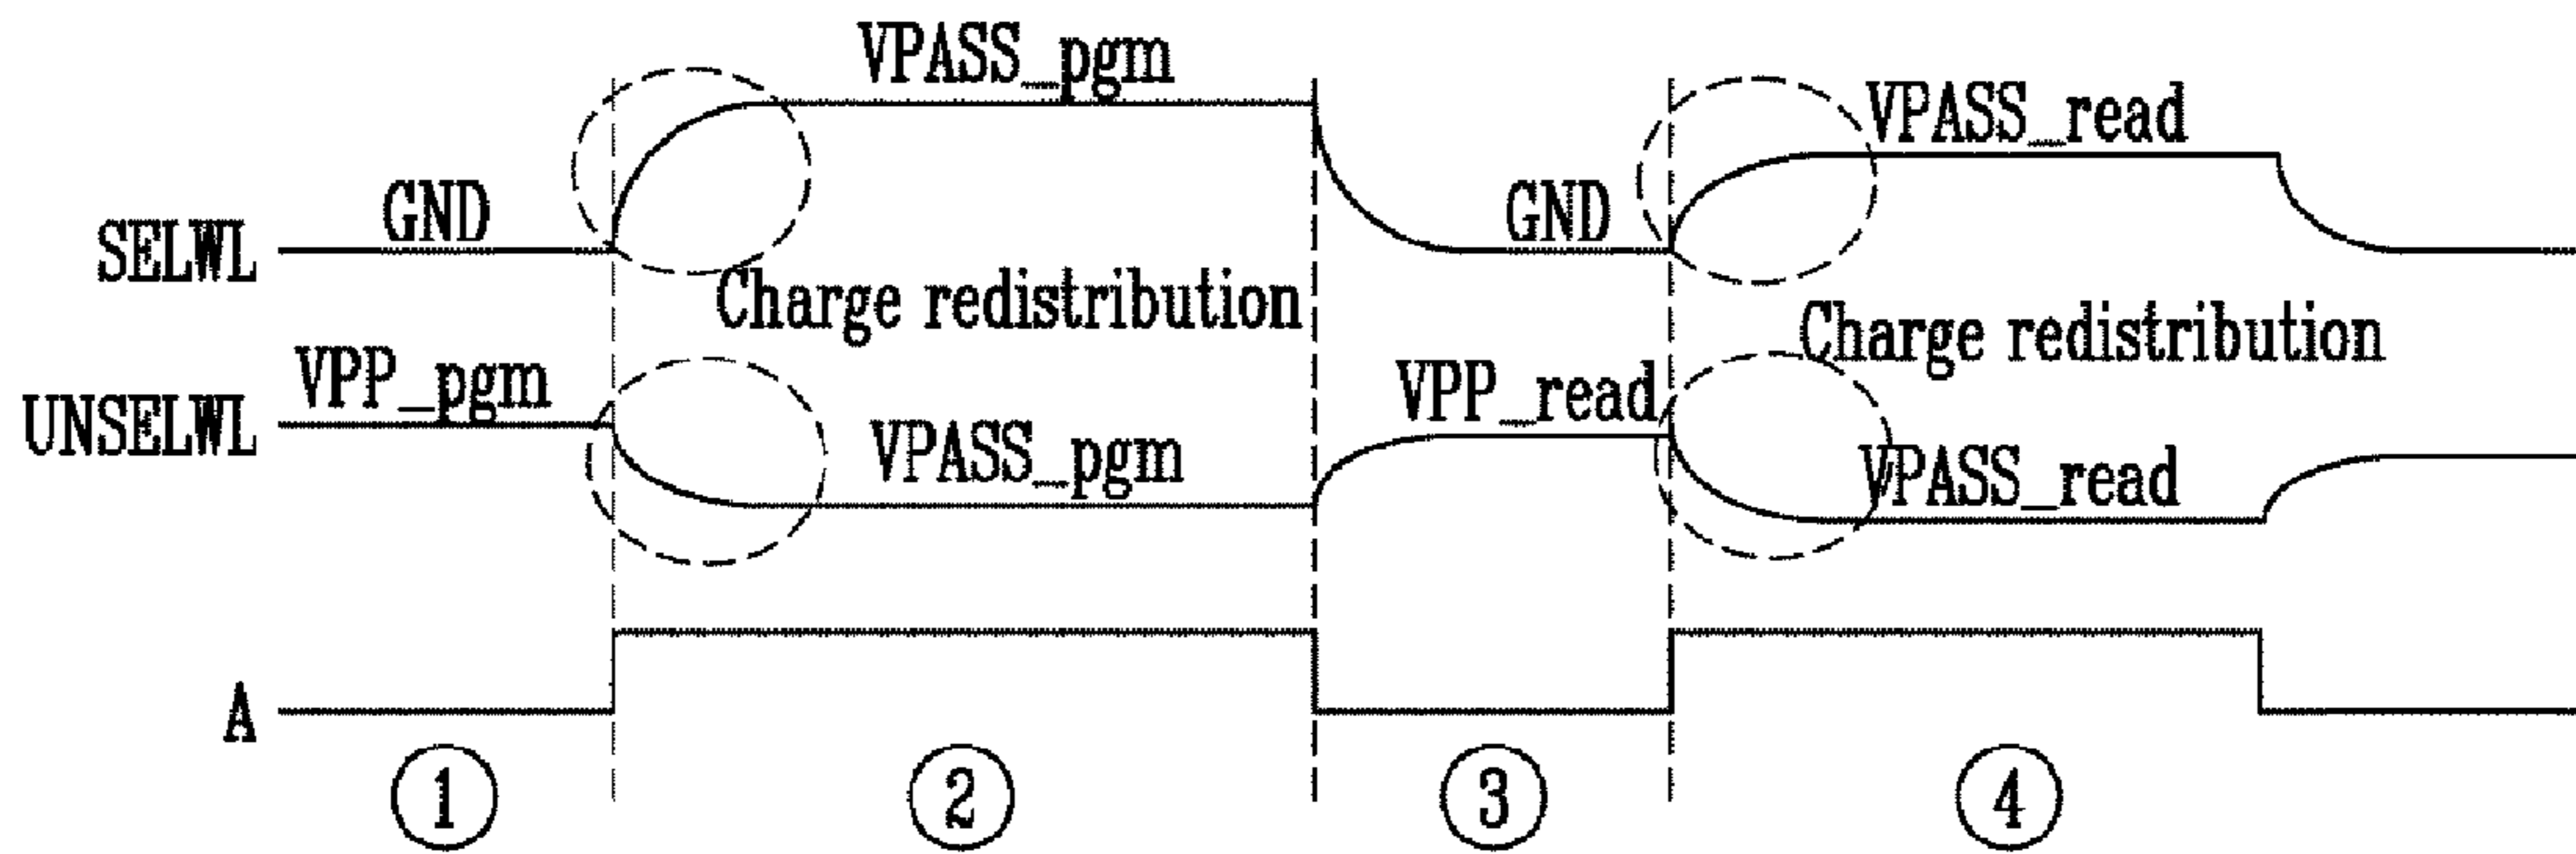 VPASS_pgm
VPASS_read
SELWL GND GND
Charge redistribution
Charge redistribution
VPP_pgm VPP_read
UNSELWL VPASS_pgm VPASS_read
A
1 2 3 4